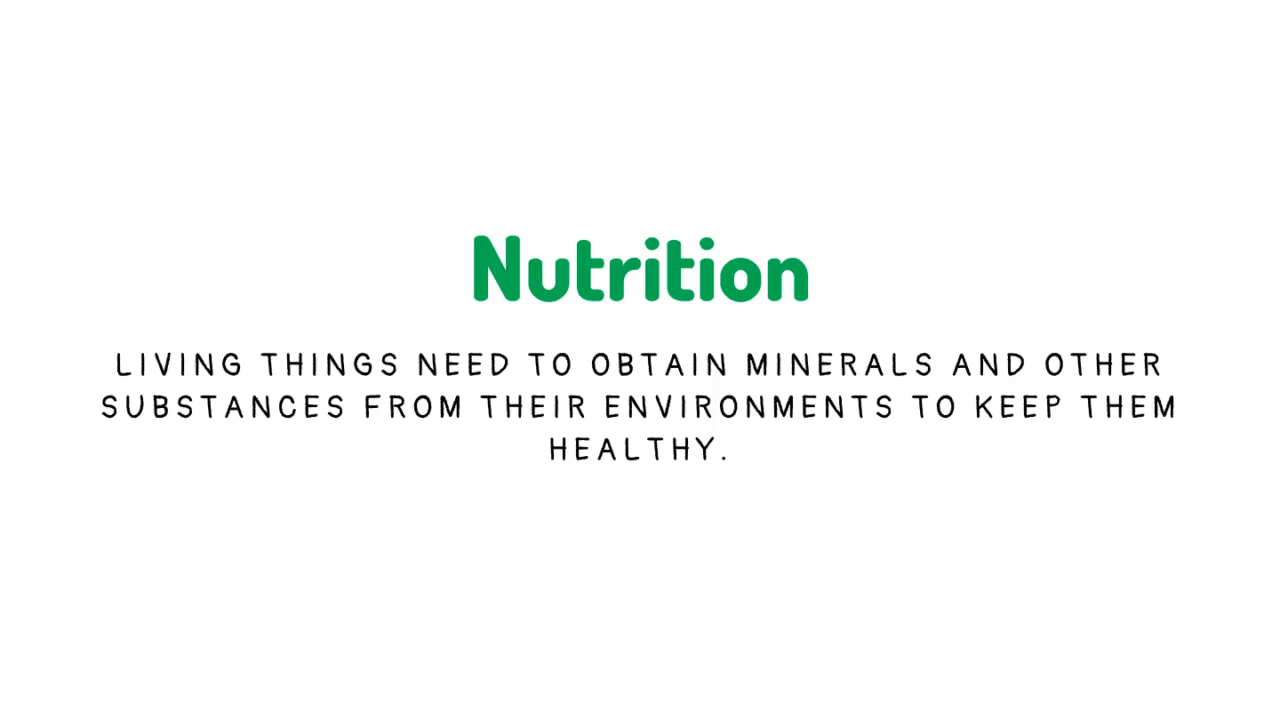 Nutrition
LIVING THINGS NEED TO OBTAIN MINERALS AND OTHER
SUBSTANCES FROM THEIR ENVIRONMENTS TO KEEP THEM
HEALTHY.